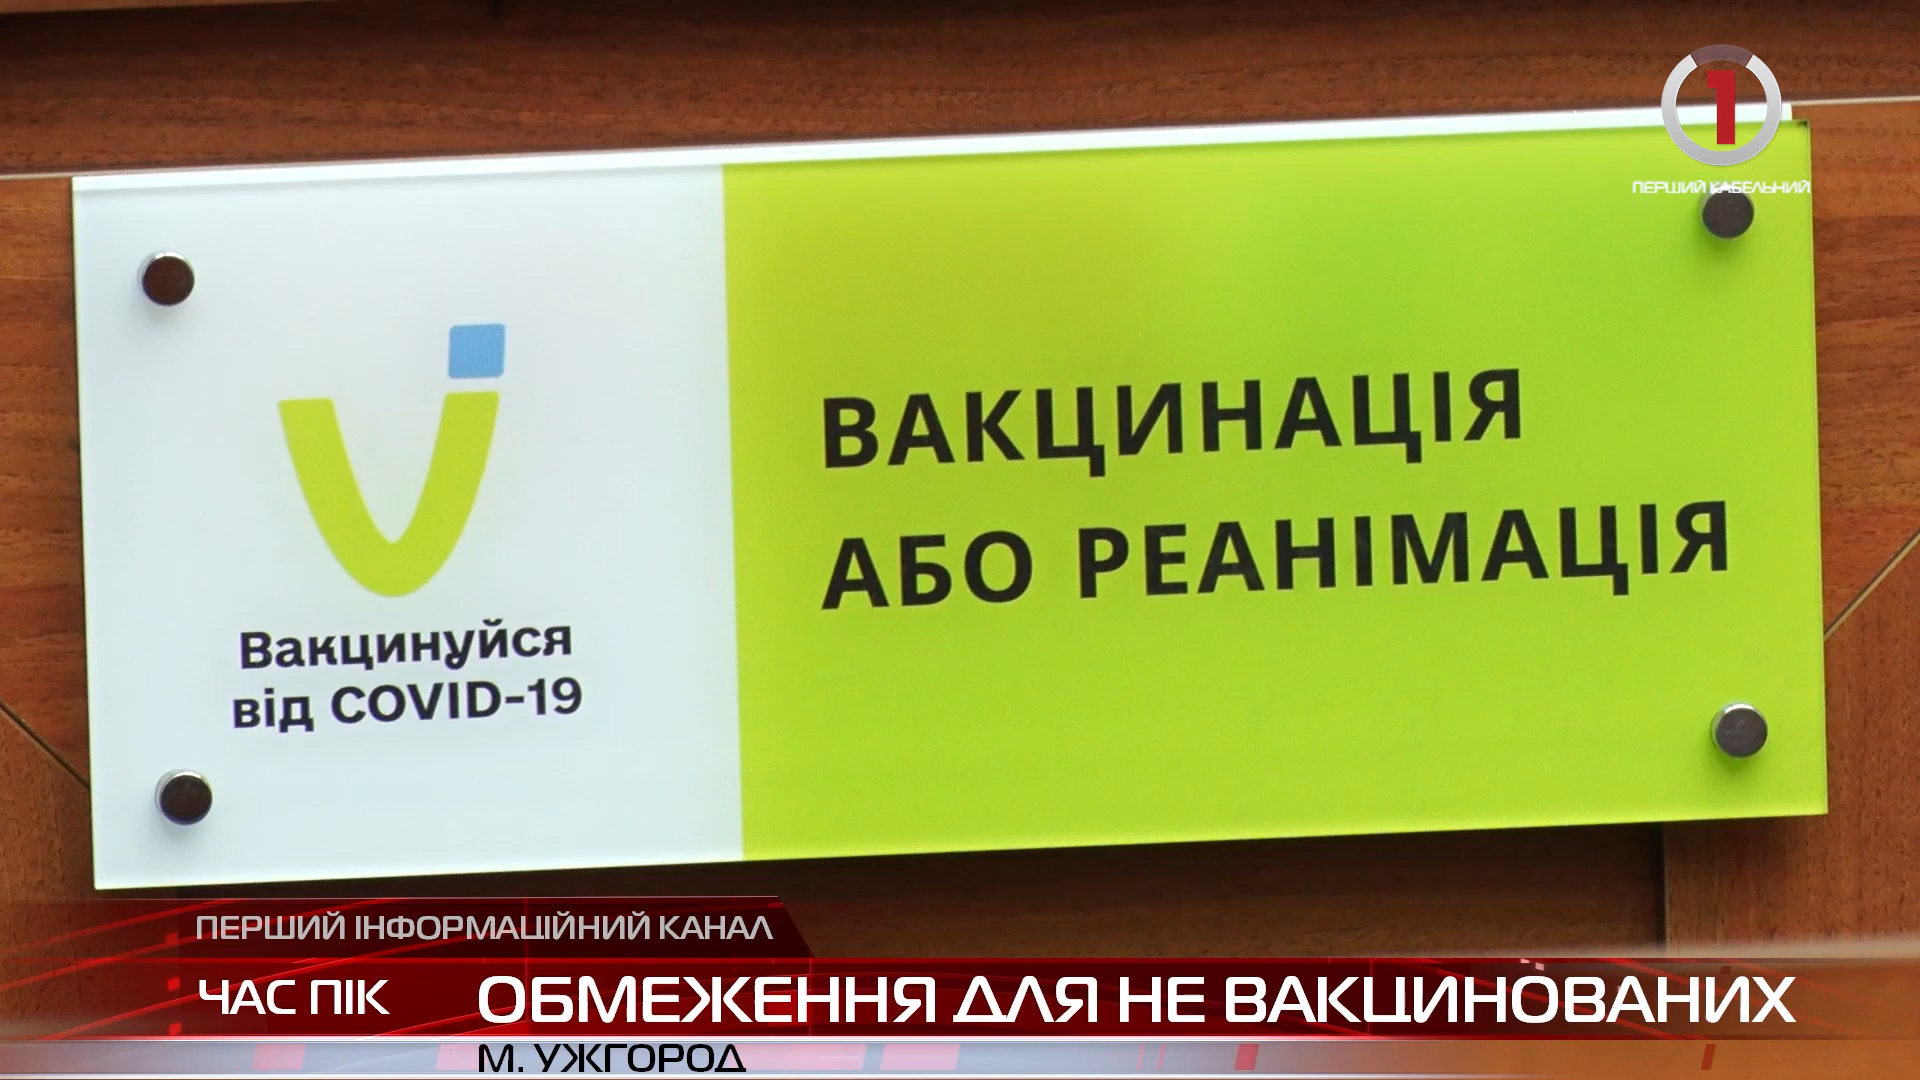 1
ПЕРШИЙ КАБЕЛЬНИЙ
ВАКЦИНАЦІЯ
АБО РЕАНІМАЦІЯ
Вакцинуйся
від COVID-19
ПЕРШИЙ ІНФОРМАЦІЙНИЙ КАНАЛ
ЧАС ПІК
ОБМЕЖЕННЯ ДЛЯ НЕ ВАКЦИНОВАНИХ
М. УЖГОРОД